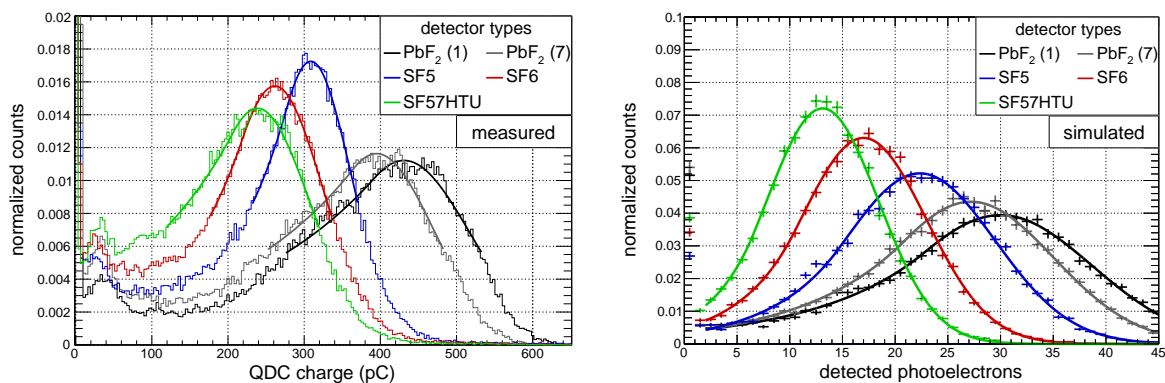 normalized counts
0.02
0.018
0.016
0.014
0.012
0.01
0.008
0.006
0.004
0.002
0
0 100 200 300 400 500 600
QDC charge (pC)
detector types
PbF₂ (1) PbF₂ (7)
SF5 SF6
SF57HTU
measured
normalized counts
0.1
0.09
0.08
0.07
0.06
0.05
0.04
0.03
0.02
0.01
0
0 5 10 15 20 25 30 35 40 45
detected photoelectrons
detector types
PbF₂ (1) PbF₂ (7)
SF5 SF6
SF57HTU
simulated